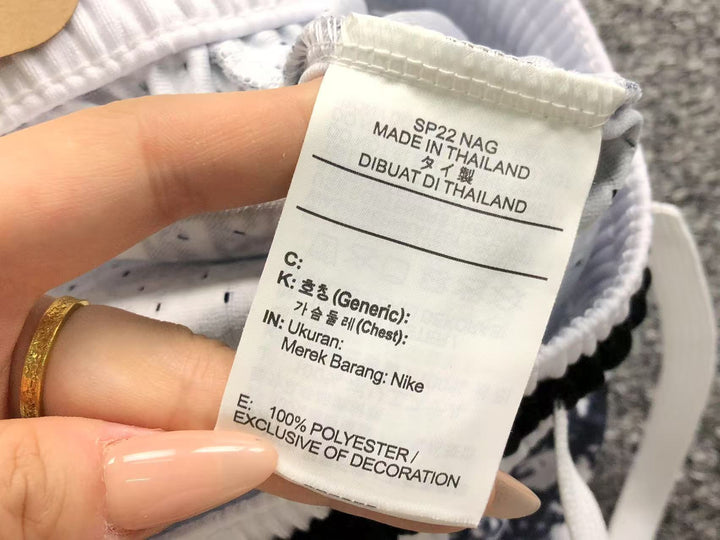 SP22 NAG
MADE IN THAILAND
タイ製
DIBUAT DI THAILAND
C:
K: 호칭 (Generic):
가슴둘레 (Chest):
IN: Ukuran:
Merek Barang: Nike
E: 100% POLYESTER /
EXCLUSIVE OF DECORATION